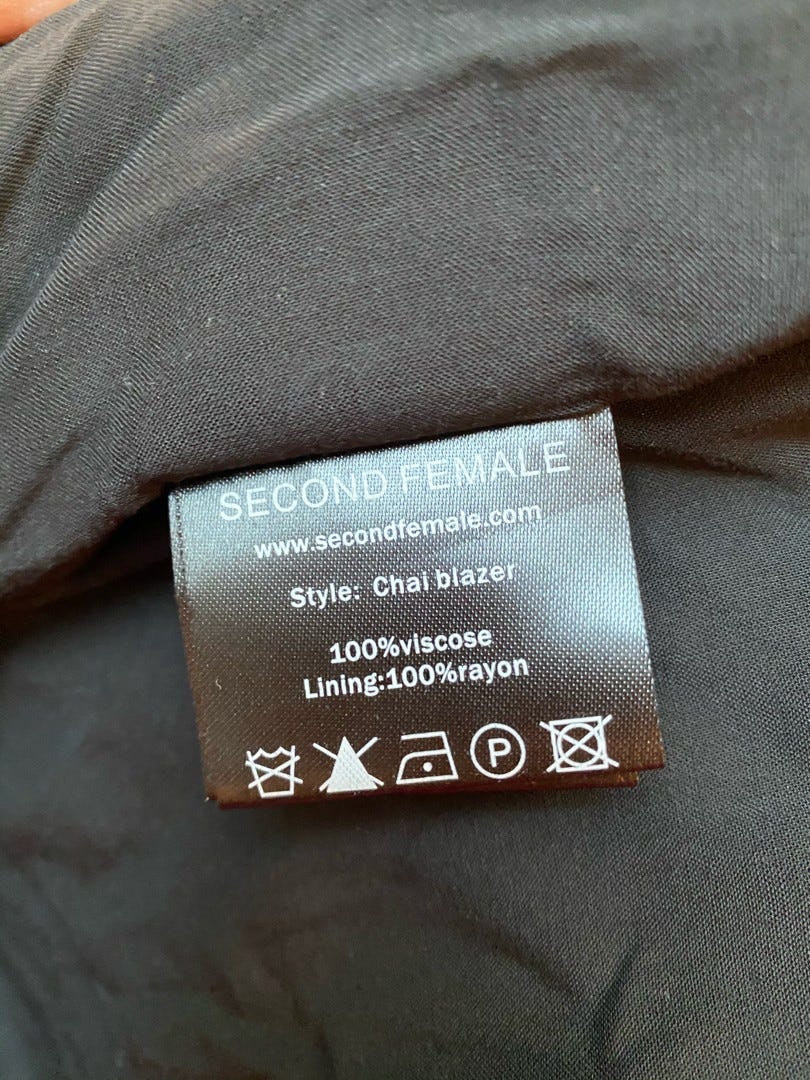 SECOND FEMALE
www.secondfemale.com
Style: Chai blazer
100%viscose
Lining:100%rayon
P